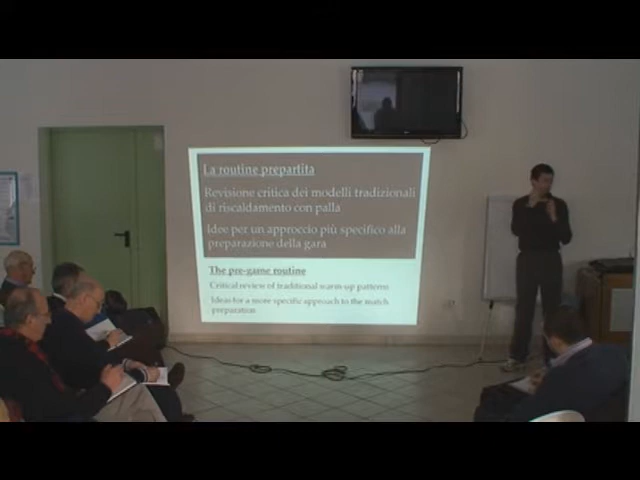 La routine prepartita
Revisione critica dei modelli tradizionali
di riscaldamento con palla
Idee per un approccio più specifico alla
preparazione della gara
The pre-game routine
Critical review of traditional warm-up patterns
Ideas for a more specific approach to the match
preparation